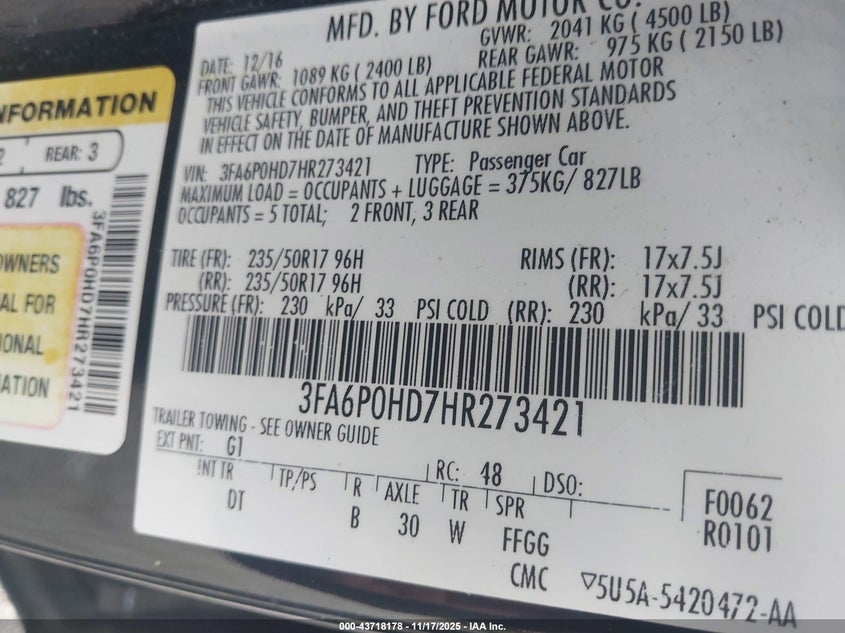 MFD. BY FORD MOTOR CO.
DATE: 12/16 GVWR: 2041 KG ( 4500 LB)
FRONT GAWR: 1089 KG ( 2400 LB) REAR GAWR: 975 KG ( 2150 LB)
THIS VEHICLE CONFORMS TO ALL APPLICABLE FEDERAL MOTOR
VEHICLE SAFETY, BUMPER, AND THEFT PREVENTION STANDARDS
IN EFFECT ON THE DATE OF MANUFACTURE SHOWN ABOVE.
VIN: 3FA6P0HD7HR273421 TYPE: Passenger Car
MAXIMUM LOAD = OCCUPANTS + LUGGAGE = 375KG/ 827LB
OCCUPANTS = 5 TOTAL; 2 FRONT, 3 REAR
TIRE (FR): 235/50R17 96H RIMS (FR): 17x7.5J
(RR): 235/50R17 96H (RR): 17x7.5J
PRESSURE (FR): 230 kPa/ 33 PSI COLD (RR): 230 kPa/ 33 PSI COLD
3FA6P0HD7HR273421
TRAILER TOWING - SEE OWNER GUIDE
EXT PNT: G1 RC: 48 DSO:
INT TR TP/PS R AXLE TR SPR
DT B 30 W FFGG
CMC
F0062
R0101
▽5U5A-5420472-AA
NFORMATION
2 REAR: 3
827 lbs.
OWNERS
AL FOR
IONAL
MATION
3FA6P0HD7HR273421
000-43718178 - 11/17/2025 - IAA Inc.